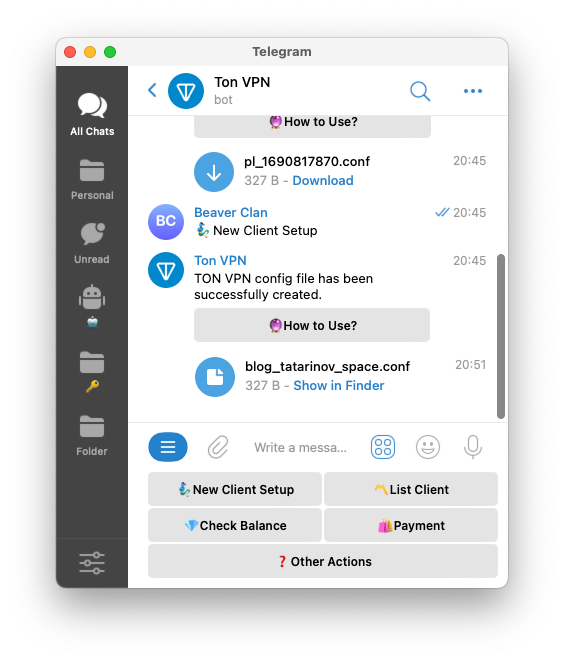 Telegram
Ton VPN
bot
All Chats
Personal
Unread
Folder
🔮How to Use?
pl_1690817870.conf
20:45
327 B - Download
BC
Beaver Clan
20:45
🧞‍♂️New Client Setup
Ton VPN
20:45
TON VPN config file has been
successfully created.
🔮How to Use?
blog_tatarinov_space.conf
20:51
327 B - Show in Finder
Write a messa...
🧞‍♂️New Client Setup
〽️List Client
💎Check Balance
🛍Payment
❓Other Actions